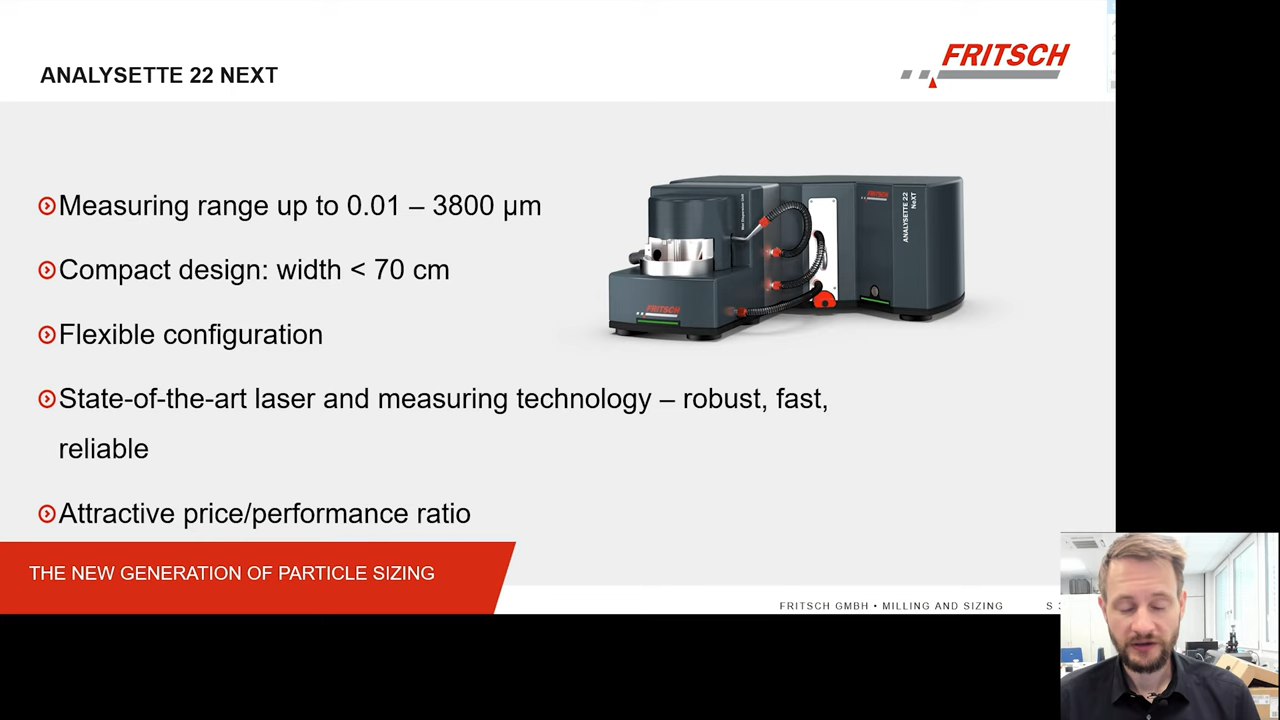 ANALYSETTE 22 NEXT
FRITSCH
Measuring range up to 0.01 – 3800 µm
Compact design: width < 70 cm
Flexible configuration
State-of-the-art laser and measuring technology – robust, fast,
reliable
Attractive price/performance ratio
FRITSCH
ANALYSETTE 22
NeXT
FRITSCH
THE NEW GENERATION OF PARTICLE SIZING
FRITSCH GMBH • MILLING AND SIZING
S